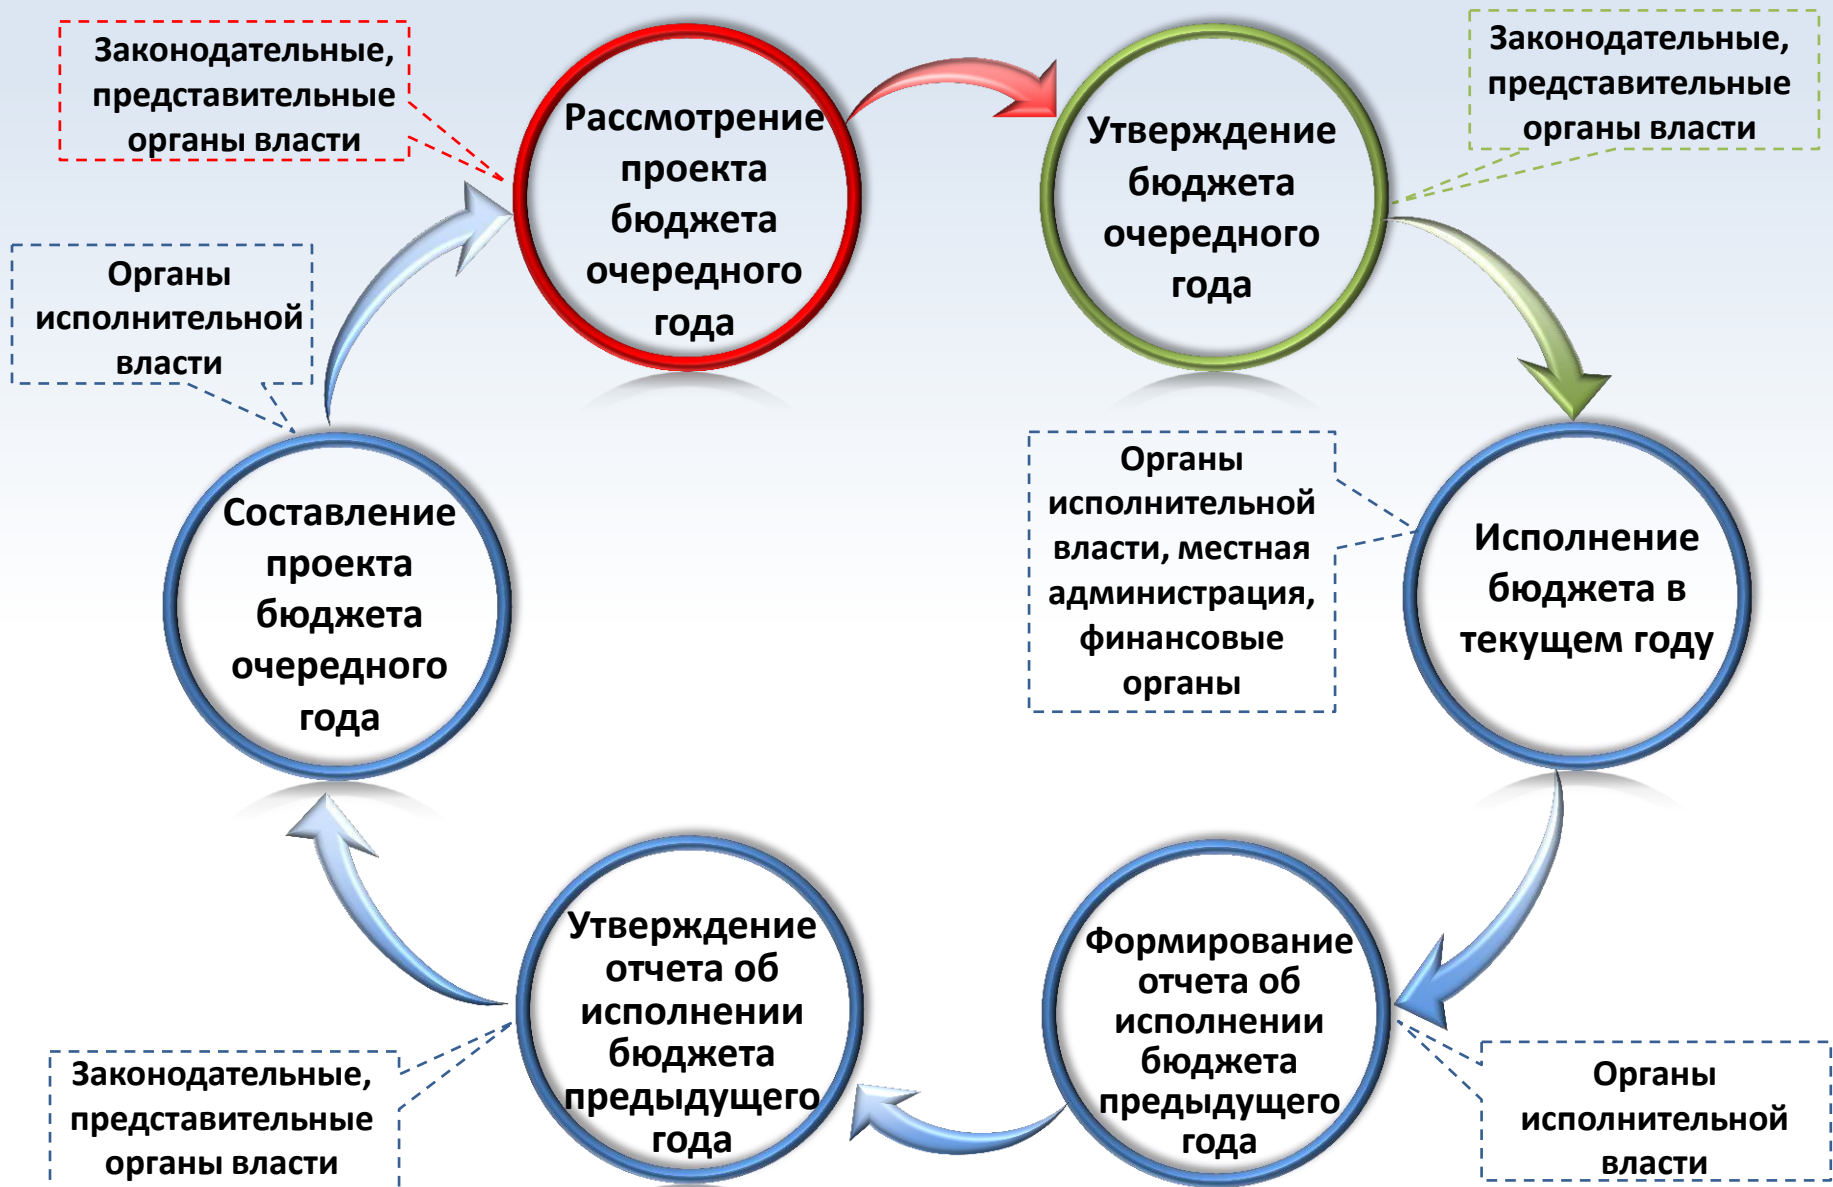 Законодательные,
представительные
органы власти
Рассмотрение
проекта
бюджета
очередного
года
Утверждение
бюджета
очередного
года
Законодательные,
представительные
органы власти
Органы
исполнительной
власти
Составление
проекта
бюджета
очередного
года
Органы
исполнительной
власти, местная
администрация,
финансовые
органы
Исполнение
бюджета в
текущем году
Утверждение
отчета об
исполнении
бюджета
предыдущего
года
Формирование
отчета об
исполнении
бюджета
предыдущего
года
Законодательные,
представительные
органы власти
Органы
исполнительной
власти